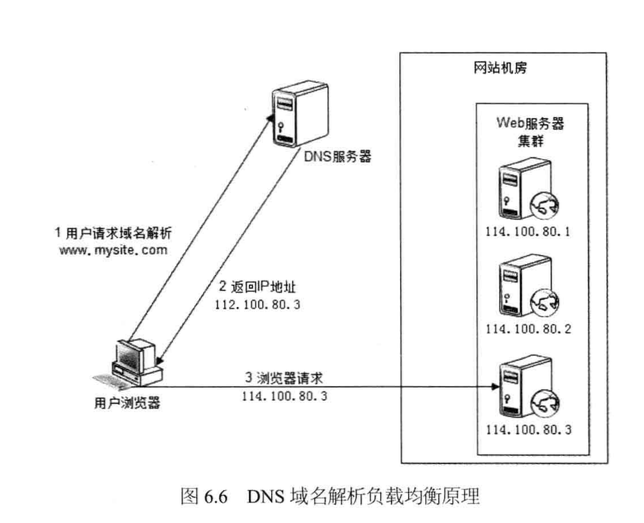 网站机房
Web服务器
集群
DNS服务器
114.100.80.1
1 用户请求域名解析
www.mysite.com
2 返回IP地址
112.100.80.3
114.100.80.2
3 浏览器请求
114.100.80.3
用户浏览器
114.100.80.3
图 6.6 DNS 域名解析负载均衡原理